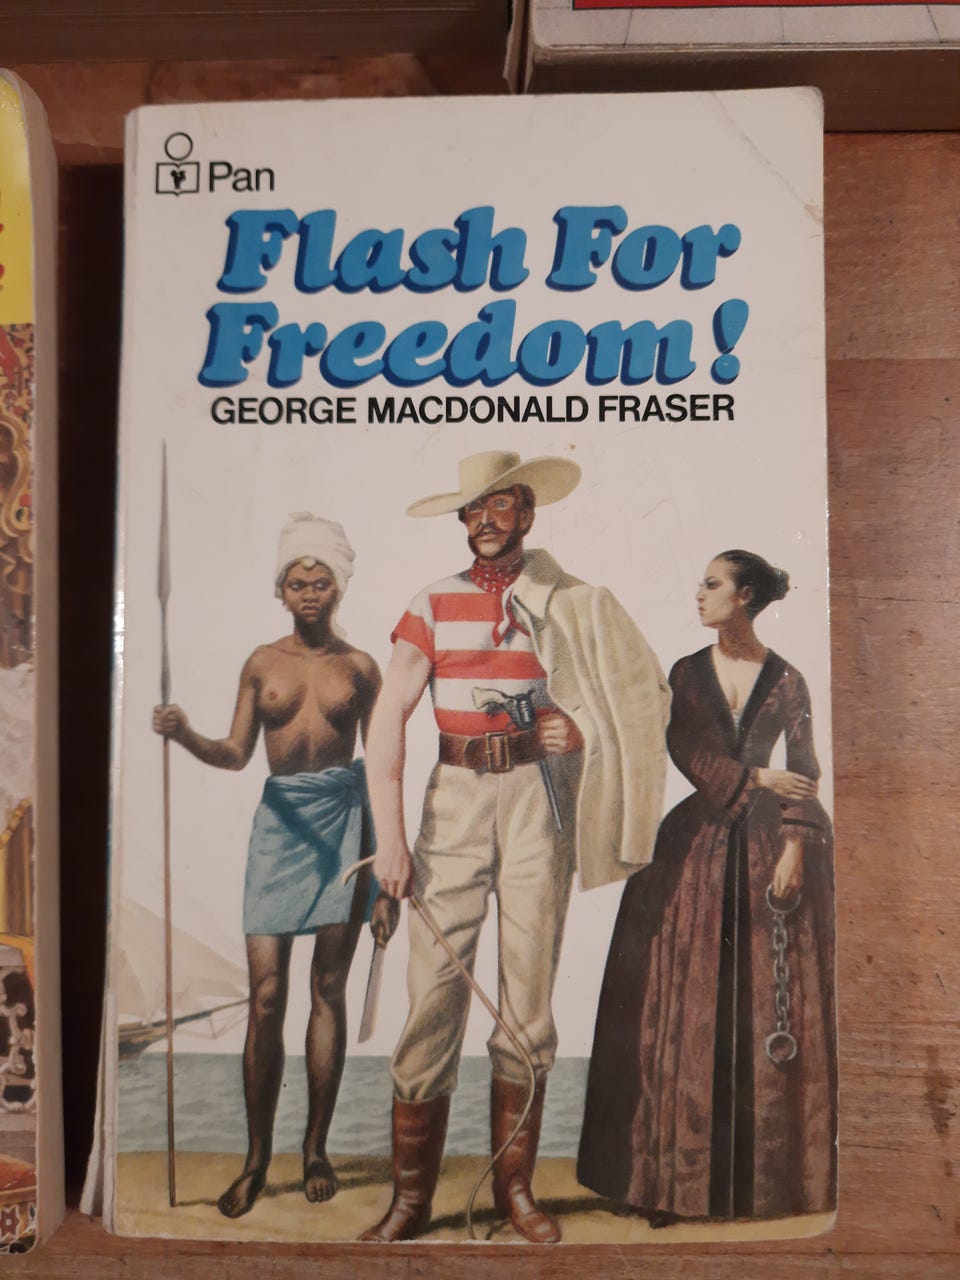 Pan
Flash For
Freedom!
GEORGE MACDONALD FRASER